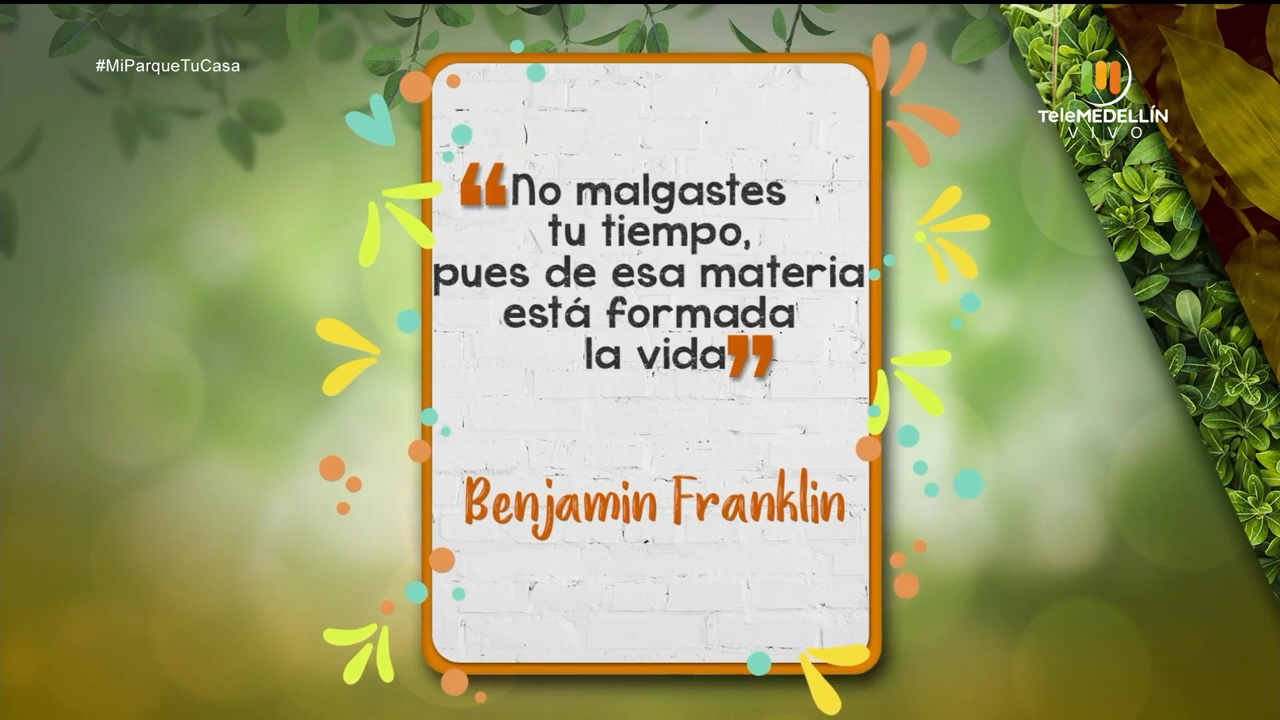 #MiParqueTuCasa
TeleMEDELLÍN
VIVO
“No malgastes
tu tiempo,
pues de esa materia
está formada
la vida”
Benjamin Franklin